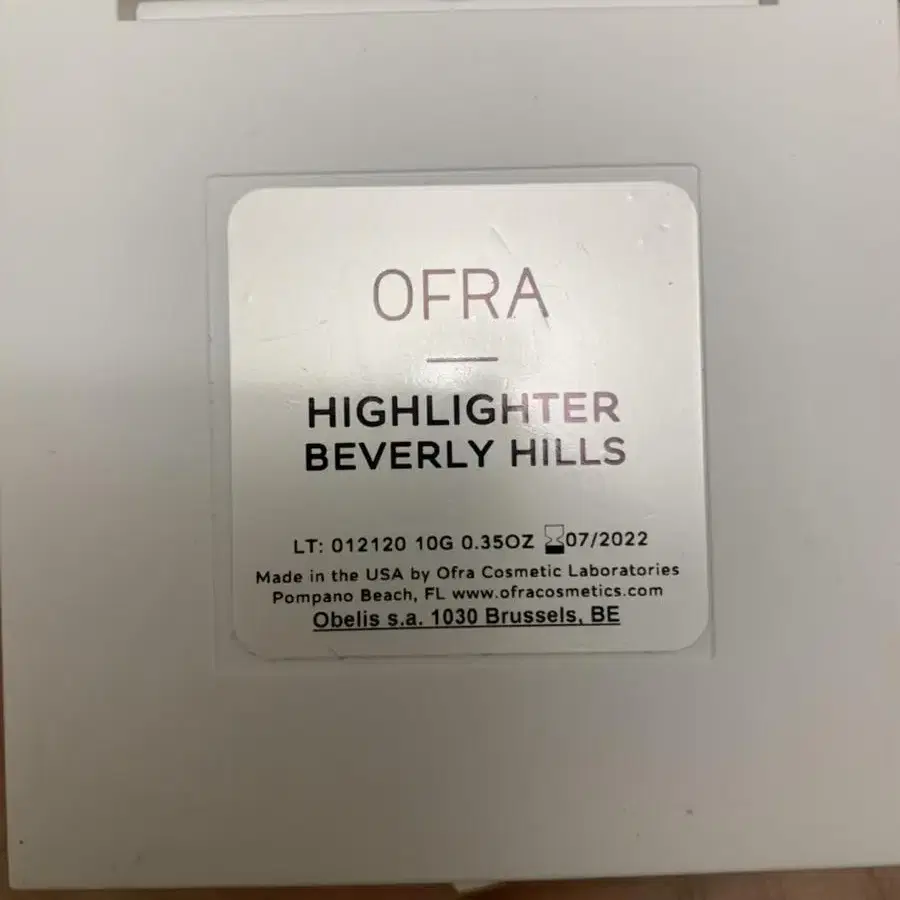 OFRA
HIGHLIGHTER
BEVERLY HILLS
LT: 012120 10G 0.35OZ 07/2022
Made in the USA by Ofra Cosmetic Laboratories
Pompano Beach, FL www.ofracosmetics.com
Obelis s.a. 1030 Brussels, BE